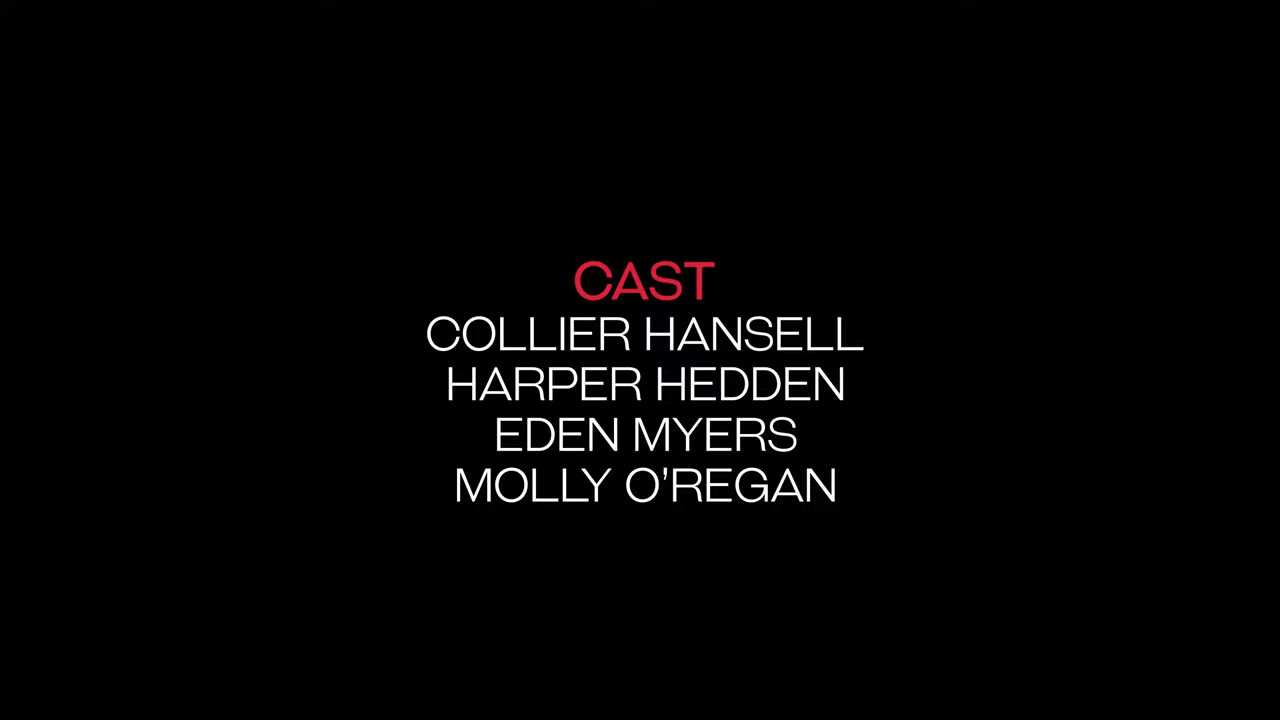 CAST
COLLIER HANSELL
HARPER HEDDEN
EDEN MYERS
MOLLY O’REGAN